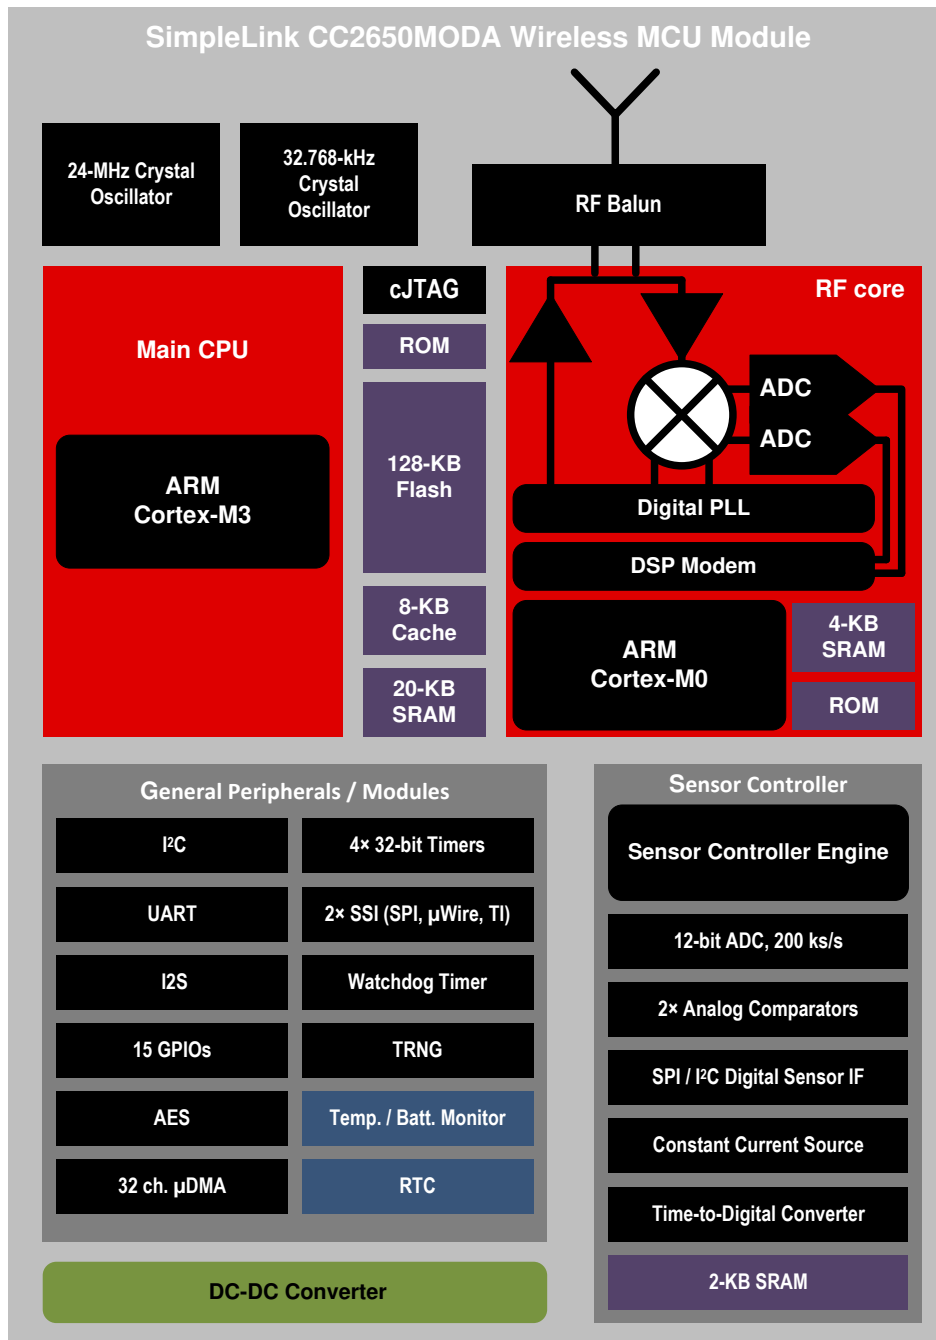 SimpleLink CC2650MODA Wireless MCU Module
24-MHz Crystal
Oscillator
32.768-kHz
Crystal
Oscillator
RF Balun
Main CPU
ARM
Cortex-M3
cJTAG
ROM
128-KB
Flash
8-KB
Cache
20-KB
SRAM
RF core
ADC
ADC
Digital PLL
DSP Modem
ARM
Cortex-M0
4-KB
SRAM
ROM
General Peripherals / Modules
I²C
4× 32-bit Timers
UART
2× SSI (SPI, µWire, TI)
I2S
Watchdog Timer
15 GPIOs
TRNG
AES
Temp. / Batt. Monitor
32 ch. µDMA
RTC
DC-DC Converter
Sensor Controller
Sensor Controller Engine
12-bit ADC, 200 ks/s
2× Analog Comparators
SPI / I²C Digital Sensor IF
Constant Current Source
Time-to-Digital Converter
2-KB SRAM